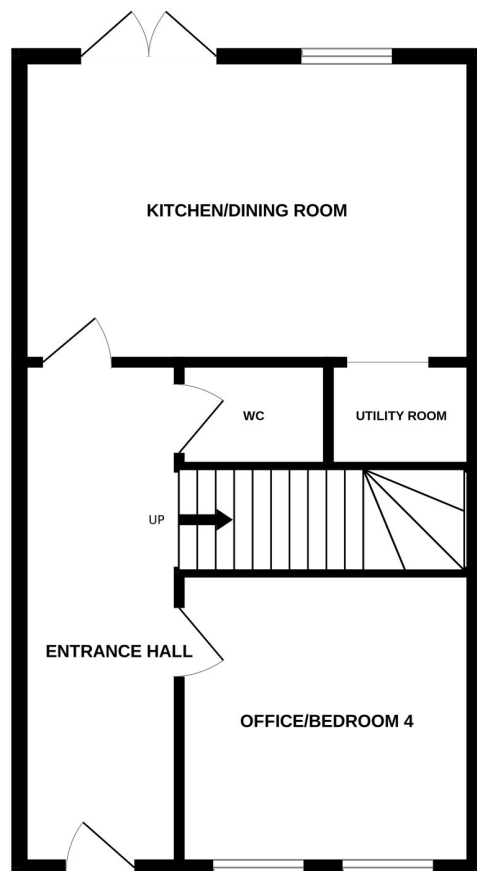 KITCHEN/DINING ROOM
WC
UTILITY ROOM
UP
ENTRANCE HALL
OFFICE/BEDROOM 4